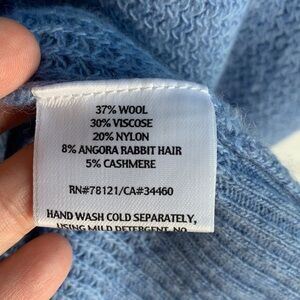 37% WOOL
30% VISCOSE
20% NYLON
8% ANGORA RABBIT HAIR
5% CASHMERE
RN#78121/CA#34460
HAND WASH COLD SEPARATELY,
USING MILD DETERGENT. NO